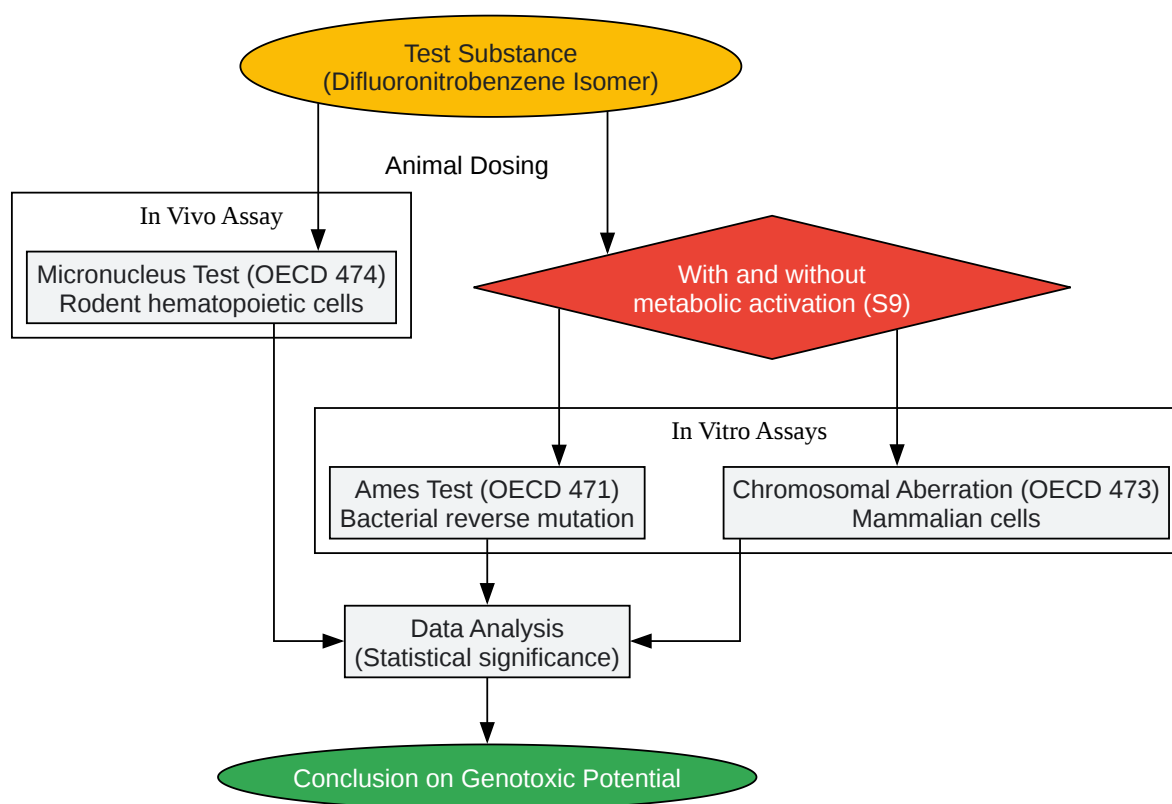 Test Substance
(Difluoronitrobenzene Isomer)
Animal Dosing
In Vivo Assay
Micronucleus Test (OECD 474)
Rodent hematopoietic cells
With and without
metabolic activation (S9)
In Vitro Assays
Ames Test (OECD 471)
Bacterial reverse mutation
Chromosomal Aberration (OECD 473)
Mammalian cells
Data Analysis
(Statistical significance)
Conclusion on Genotoxic Potential